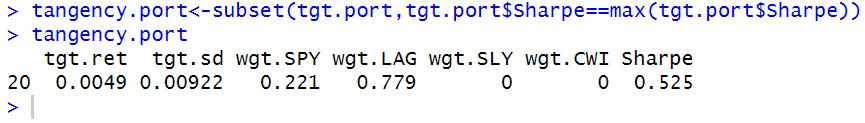 > tangency.port<-subset(tgt.port,tgt.port$Sharpe==max(tgt.port$Sharpe))
> tangency.port
   tgt.ret  tgt.sd wgt.SPY wgt.LAG wgt.SLY wgt.CWI Sharpe
20  0.0049 0.00922   0.221   0.779       0       0  0.525
>